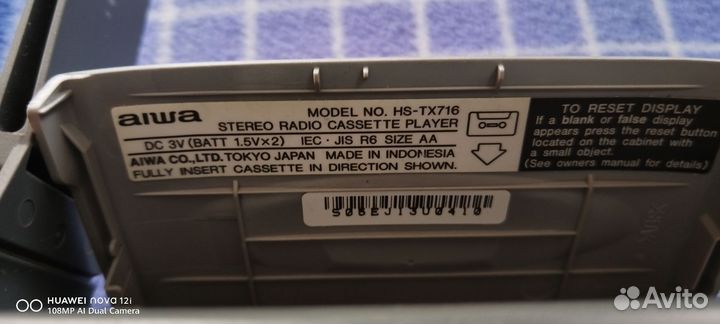 aiwa
MODEL NO. HS-TX716
STEREO RADIO CASSETTE PLAYER
DC 3V (BATT 1.5V×2) IEC · JIS R6 SIZE AA
AIWA CO., LTD. TOKYO JAPAN MADE IN INDONESIA
FULLY INSERT CASSETTE IN DIRECTION SHOWN.
TO RESET DISPLAY
If a blank or false display
appears press the reset button
located on the cabinet with
a small object.
(See owners manual for details)
S06EJ13U0410
HUAWEI nova 12i
108MP AI Dual Camera
Avito